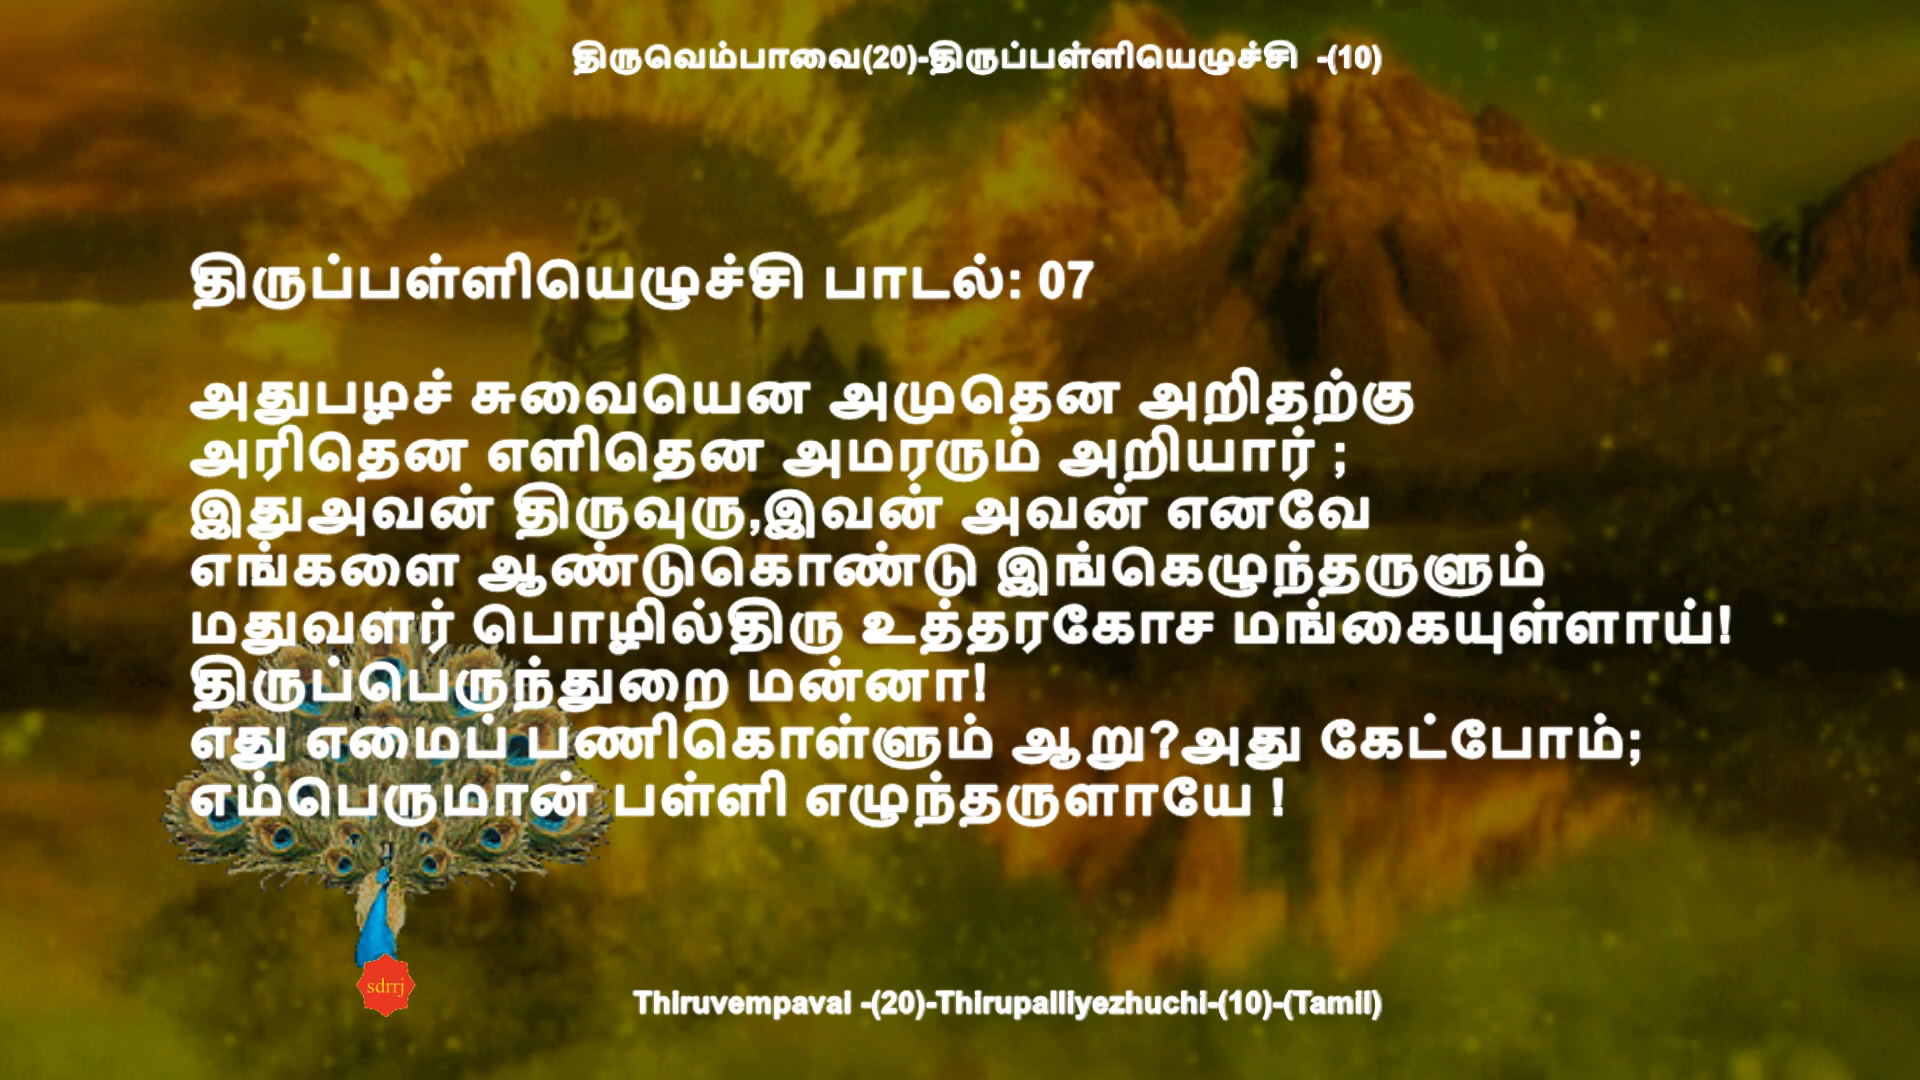 திருவெம்பாவை(20)-திருப்பள்ளியெழுச்சி -(10)
திருப்பள்ளியெழுச்சி பாடல்: 07
அதுபழச் சுவையென அமுதென அறிதற்கு
அரிதென எளிதென அமரரும் அறியார் ;
இதுஅவன் திருவுரு,இவன் அவன் எனவே
எங்களை ஆண்டுகொண்டு இங்கெழுந்தருளும்
மதுவளர் பொழில்திரு உத்தரகோச மங்கையுள்ளாய்!
திருப்பெருந்துறை மன்னா!
எது எமைப் பணிகொள்ளும் ஆறு?அது கேட்போம்;
எம்பெருமான் பள்ளி எழுந்தருளாயே !
sdrrj
Thiruvempavai -(20)-Thirupalliyezhuchi-(10)-(Tamil)